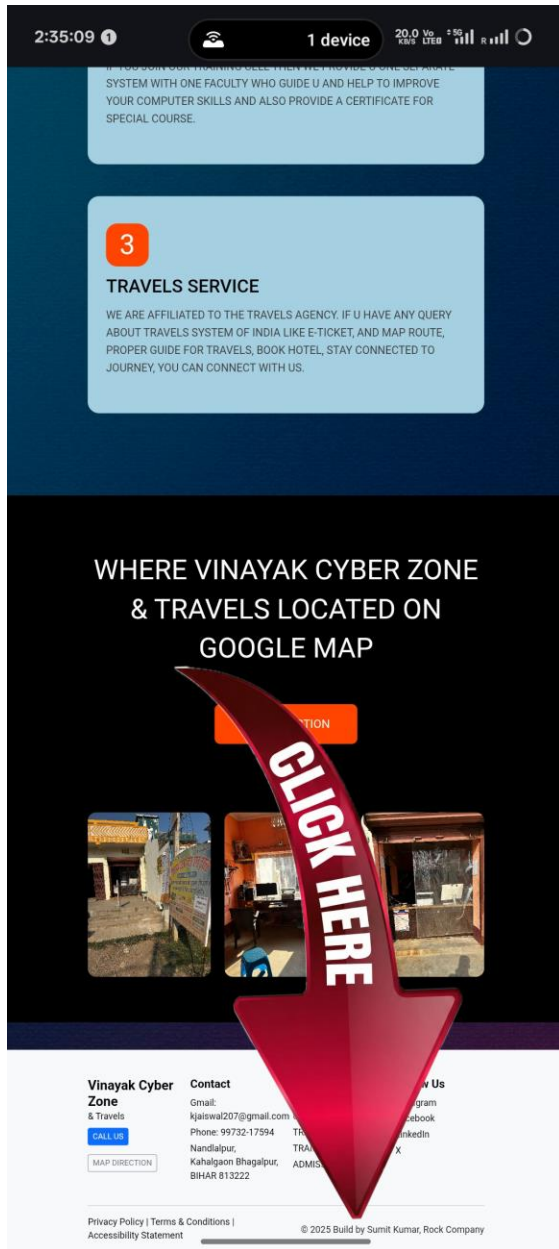 2:35:09 1
1 device
20.0 KB/S Vo LTE 5G R
SYSTEM WITH ONE FACULTY WHO GUIDE U AND HELP TO IMPROVE
YOUR COMPUTER SKILLS AND ALSO PROVIDE A CERTIFICATE FOR
SPECIAL COURSE.
3
TRAVELS SERVICE
WE ARE AFFILIATED TO THE TRAVELS AGENCY. IF U HAVE ANY QUERY
ABOUT TRAVELS SYSTEM OF INDIA LIKE E-TICKET, AND MAP ROUTE,
PROPER GUIDE FOR TRAVELS, BOOK HOTEL, STAY CONNECTED TO
JOURNEY, YOU CAN CONNECT WITH US.
WHERE VINAYAK CYBER ZONE
& TRAVELS LOCATED ON
GOOGLE MAP
CLICK HERE
Vinayak Cyber
Zone
& Travels
CALL US
MAP DIRECTION
Contact
Gmail:
kjaiswal207@gmail.com
Phone: 99732-17594
Nandlalpur,
Kahalgaon Bhagalpur,
BIHAR 813222
Us
X
Privacy Policy | Terms & Conditions |
Accessibility Statement
© 2025 Build by Sumit Kumar, Rock Company